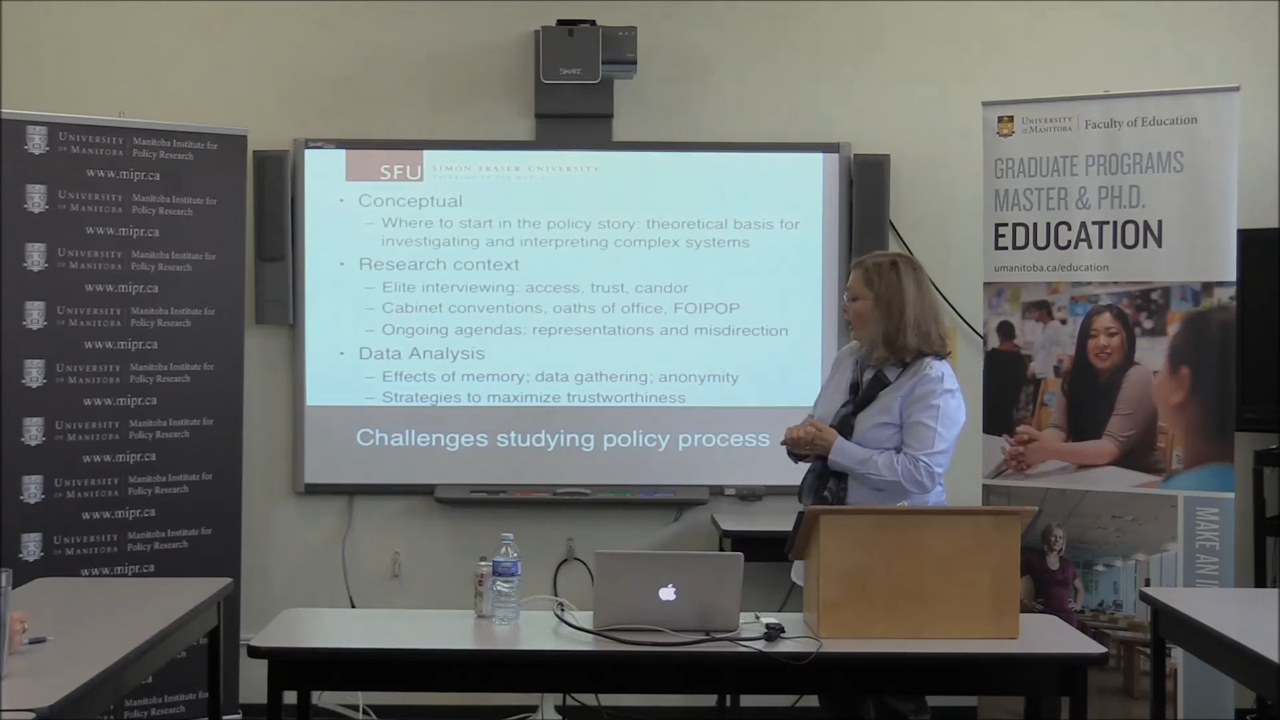 SMART
UNIVERSITY OF MANITOBA | Manitoba Institute for Policy Research
www.mipr.ca
UNIVERSITY OF MANITOBA | Manitoba Institute for Policy Research
www.mipr.ca
UNIVERSITY OF MANITOBA | Manitoba Institute for Policy Research
www.mipr.ca
UNIVERSITY OF MANITOBA | Manitoba Institute for Policy Research
www.mipr.ca
UNIVERSITY OF MANITOBA | Manitoba Institute for Policy Research
www.mipr.ca
UNIVERSITY OF MANITOBA | Manitoba Institute for Policy Research
www.mipr.ca
UNIVERSITY OF MANITOBA | Manitoba Institute for Policy Research
www.mipr.ca
UNIVERSITY OF MANITOBA | Manitoba Institute for Policy Research
www.mipr.ca
Manitoba Institute for
Policy Research
SFU SIMON FRASER UNIVERSITY
• Conceptual
– Where to start in the policy story: theoretical basis for
investigating and interpreting complex systems
• Research context
– Elite interviewing: access, trust, candor
– Cabinet conventions, oaths of office, FOIPOP
– Ongoing agendas: representations and misdirection
• Data Analysis
– Effects of memory; data gathering; anonymity
– Strategies to maximize trustworthiness
Challenges studying policy process
UNIVERSITY OF MANITOBA | Faculty of Education
GRADUATE PROGRAMS
MASTER & PH.D.
EDUCATION
umanitoba.ca/education
MAKE AN